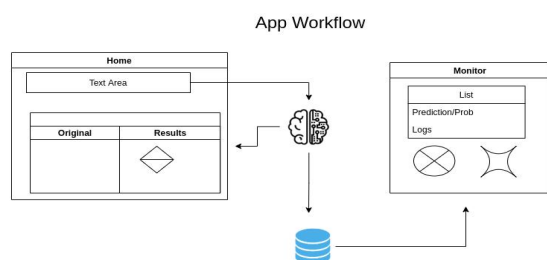 App Workflow
Home
Text Area
Original Results
Monitor
List
Prediction/Prob
Logs